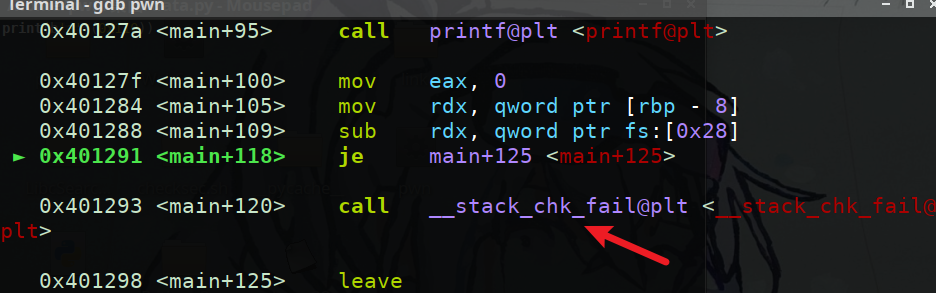 Terminal - gdb pwn
0x40127a <main+95> call printf@plt <printf@plt>
0x40127f <main+100> mov eax, 0
0x401284 <main+105> mov rdx, qword ptr [rbp - 8]
0x401288 <main+109> sub rdx, qword ptr fs:[0x28]
► 0x401291 <main+118> je main+125 <main+125>
0x401293 <main+120> call __stack_chk_fail@plt <__stack_chk_fail@
plt>
0x401298 <main+125> leave